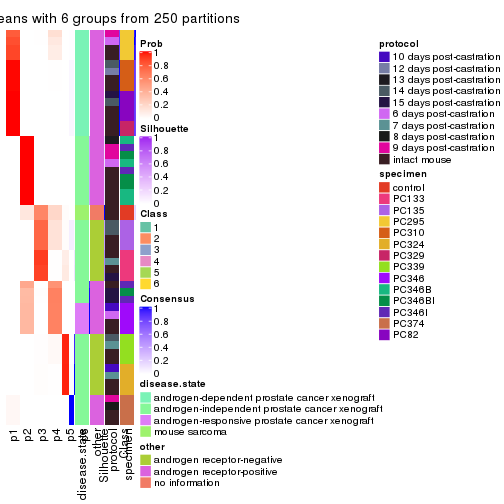 eans with 6 groups from 250 partitions
Prob
1
0.8
0.6
0.4
0.2
0
Silhouette
1
0.8
0.6
0.4
0.2
0
Class
1
2
3
4
5
6
Consensus
1
0.8
0.6
0.4
0.2
0
disease.state
androgen-dependent prostate cancer xenograft
androgen-independent prostate cancer xenograft
androgen-responsive prostate cancer xenograft
mouse sarcoma
other
androgen receptor-negative
androgen receptor-positive
no information
protocol
10 days post-castration
12 days post-castration
13 days post-castration
14 days post-castration
15 days post-castration
6 days post-castration
7 days post-castration
8 days post-castration
9 days post-castration
intact mouse
specimen
control
PC133
PC135
PC295
PC310
PC324
PC329
PC339
PC346
PC346B
PC346BI
PC346I
PC374
PC82
p1
p2
p3
p4
p5
disease.state
other
Silhouette
protocol
Class
specimen